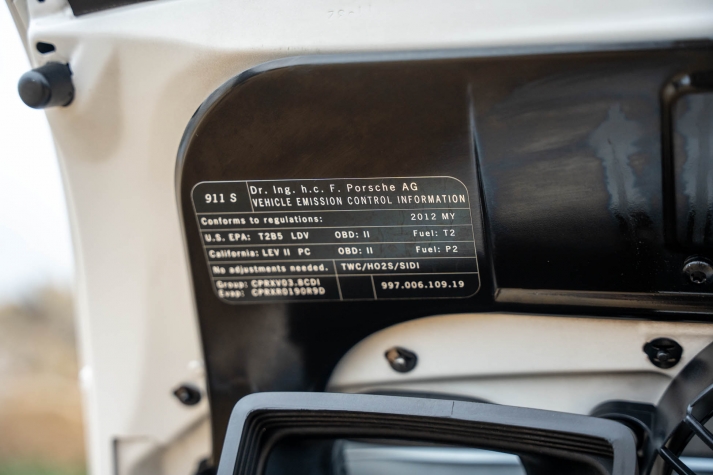 911 S
Dr. Ing. h.c. F. Porsche AG
VEHICLE EMISSION CONTROL INFORMATION
Conforms to regulations: 2012 MY
U.S. EPA: T2B5 LDV OBD: II Fuel: T2
California: LEV II PC OBD: II Fuel: P2
No adjustments needed. TWC/HO2S/SIDI
Group: CPRXV03.8CDI 997.006.109.19
Evap: CPRXR0190R9D